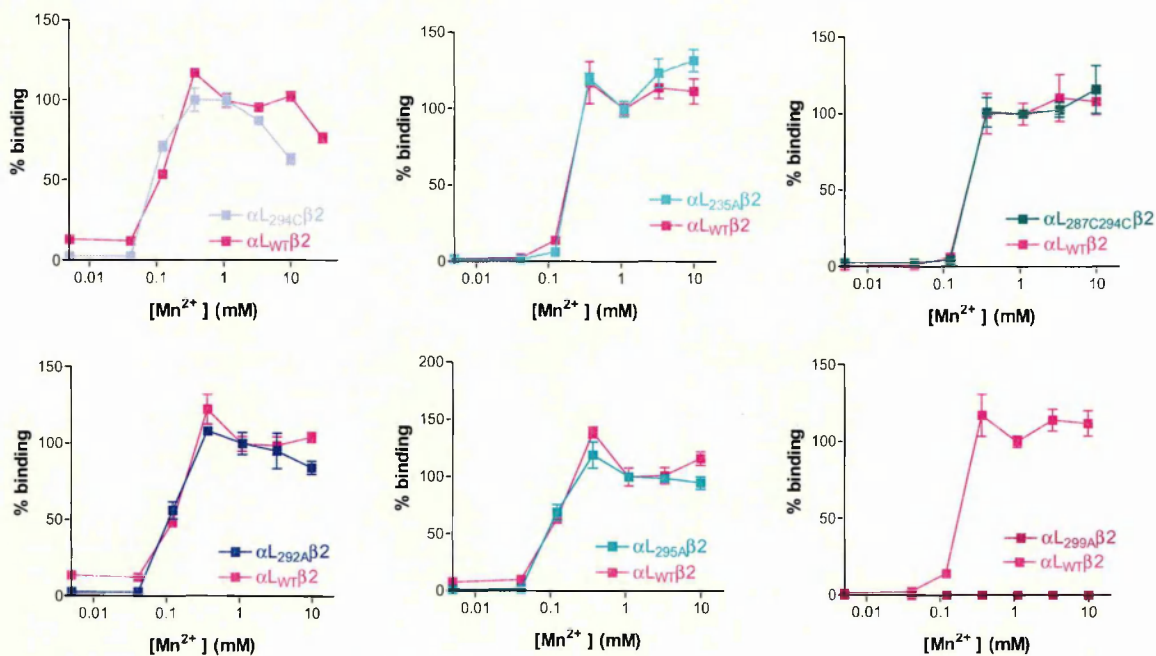 150
100
50
0
% binding
0.01 0.1 1 10
[Mn²⁺] (mM)
αL₂₉₄Cβ2
αLWTβ2
150
100
50
0
% binding
0.01 0.1 1 10
[Mn²⁺] (mM)
αL₂₃₅Aβ2
αLWTβ2
150
100
50
0
% binding
0.01 0.1 1 10
[Mn²⁺] (mM)
αL₂₈₇C₂₉₄Cβ2
αLWTβ2
150
100
50
0
% binding
0.01 0.1 1 10
[Mn²⁺] (mM)
αL₂₉₂Aβ2
αLWTβ2
200
150
100
50
0
% binding
0.01 0.1 1 10
[Mn²⁺] (mM)
αL₂₉₅Aβ2
αLWTβ2
150
100
50
0
% binding
0.01 0.1 1 10
[Mn²⁺] (mM)
αL₂₉₉Aβ2
αLWTβ2